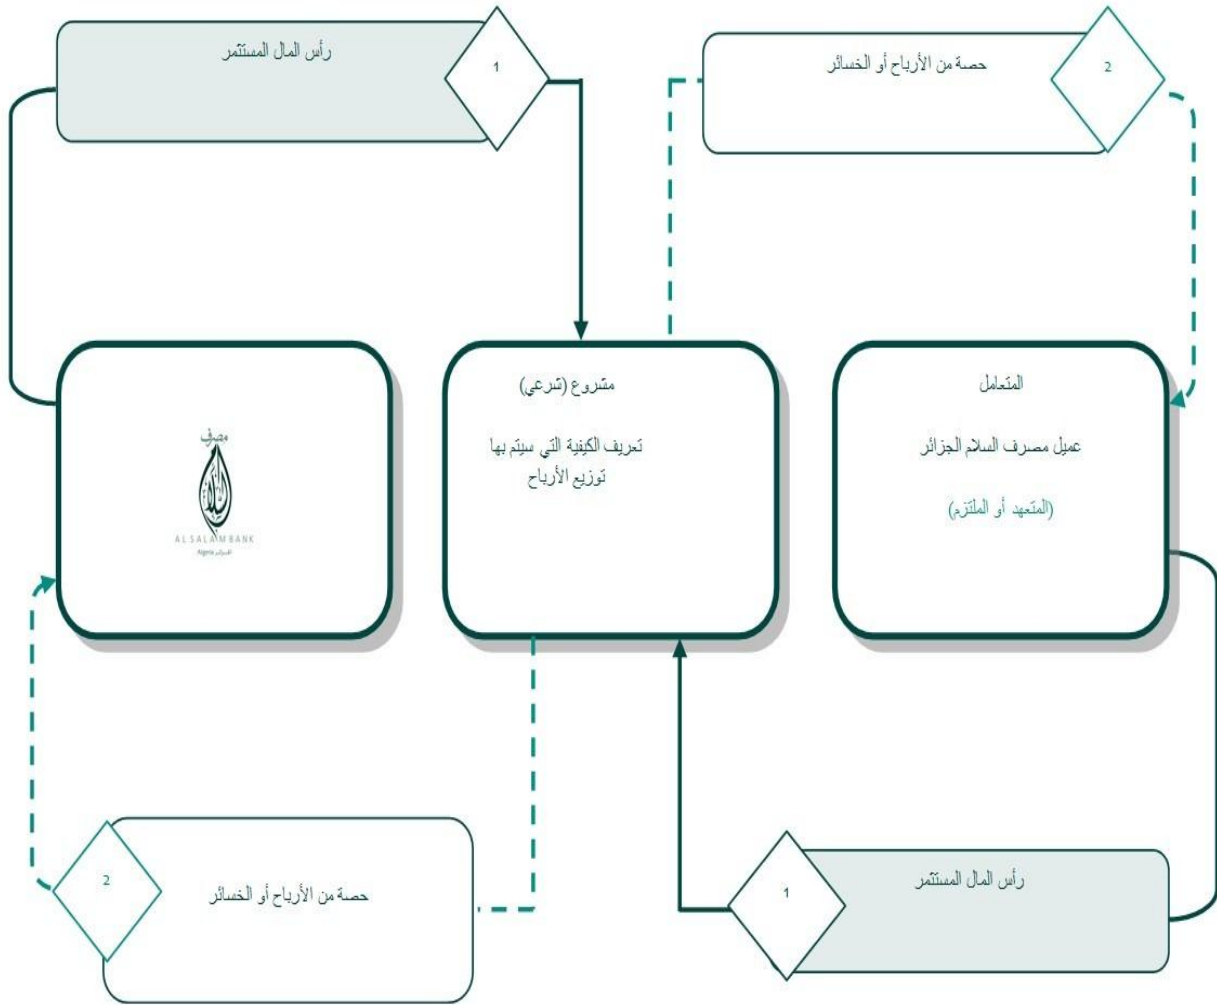 رأس المال المستثمر
1
حصة من الأرباح أو الخسائر
2
مصرف
السلام
AL SALAM BANK
Algeria الجزائر
مشروع (شرعي)
تعريف الكيفية التي سيتم بها
توزيع الأرباح
المتعامل
عميل مصرف السلام الجزائر
(المتعهد أو الملتزم)
2
حصة من الأرباح أو الخسائر
1
رأس المال المستثمر